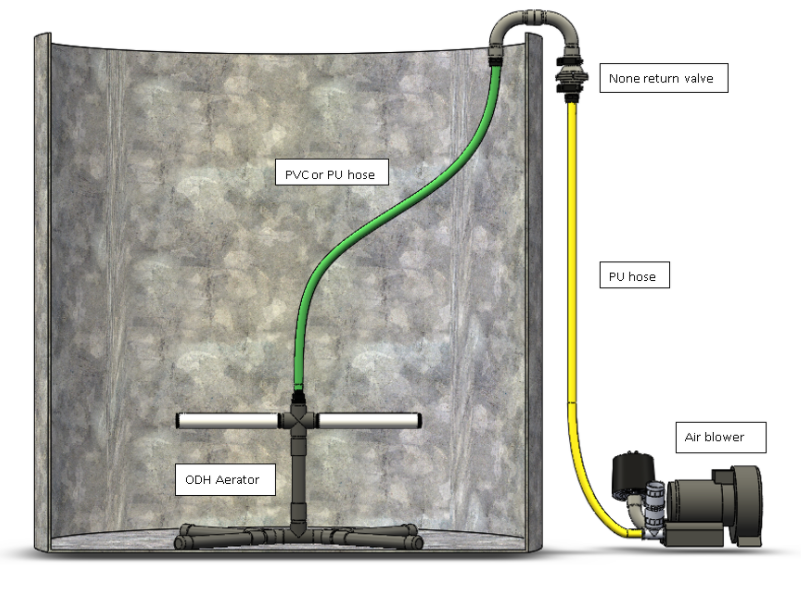 None return valve
PVC or PU hose
PU hose
Air blower
ODH Aerator